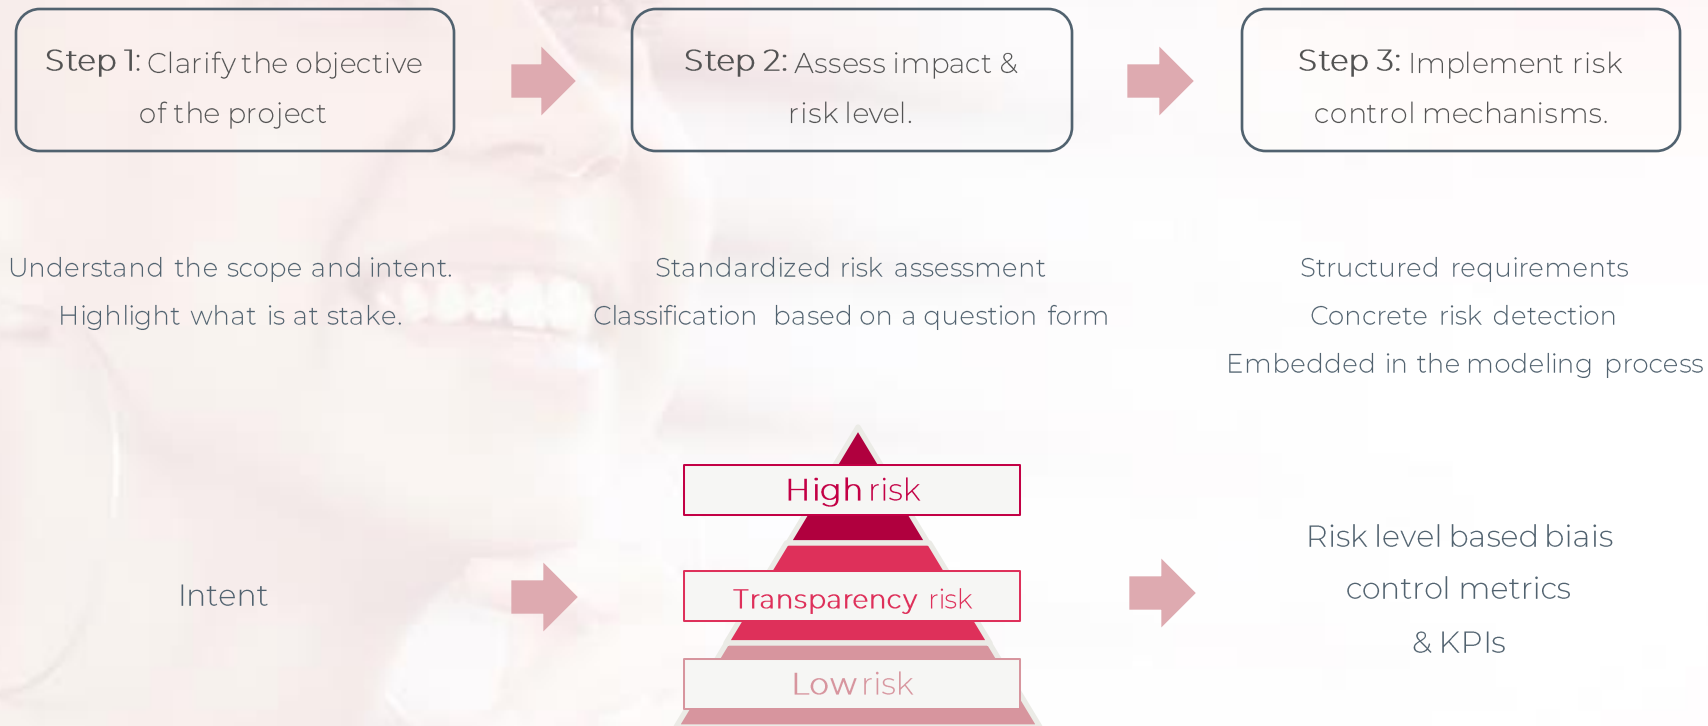 Step 1: Clarify the objective
of the project
Step 2: Assess impact &
risk level.
Step 3: Implement risk
control mechanisms.
Understand the scope and intent.
Highlight what is at stake.
Standardized risk assessment
Classification based on a question form
Structured requirements
Concrete risk detection
Embedded in the modeling process
Intent
High risk
Transparency risk
Low risk
Risk level based biais
control metrics
& KPIs